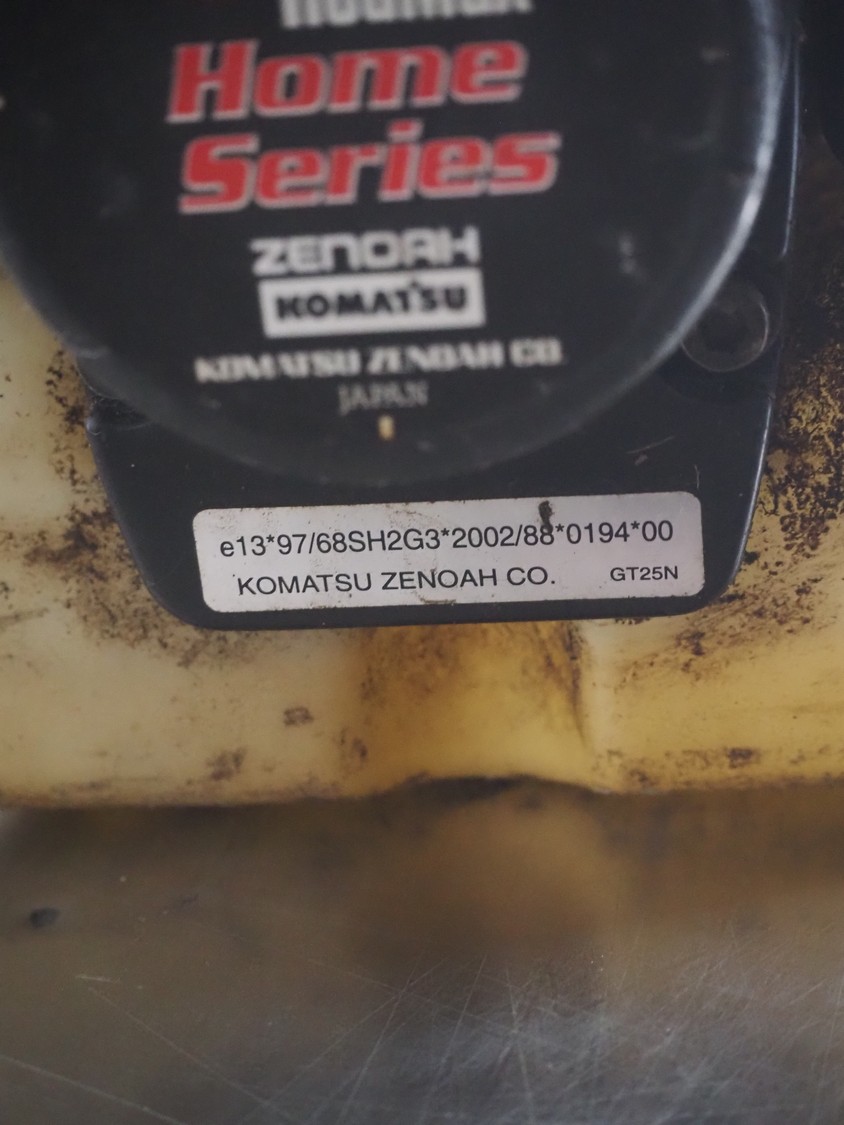 Home
Series
ZENOAH
KOMATSU
KOMATSU ZENOAH CO.
JAPAN
e13*97/68SH2G3*2002/88*0194*00
KOMATSU ZENOAH CO. GT25N